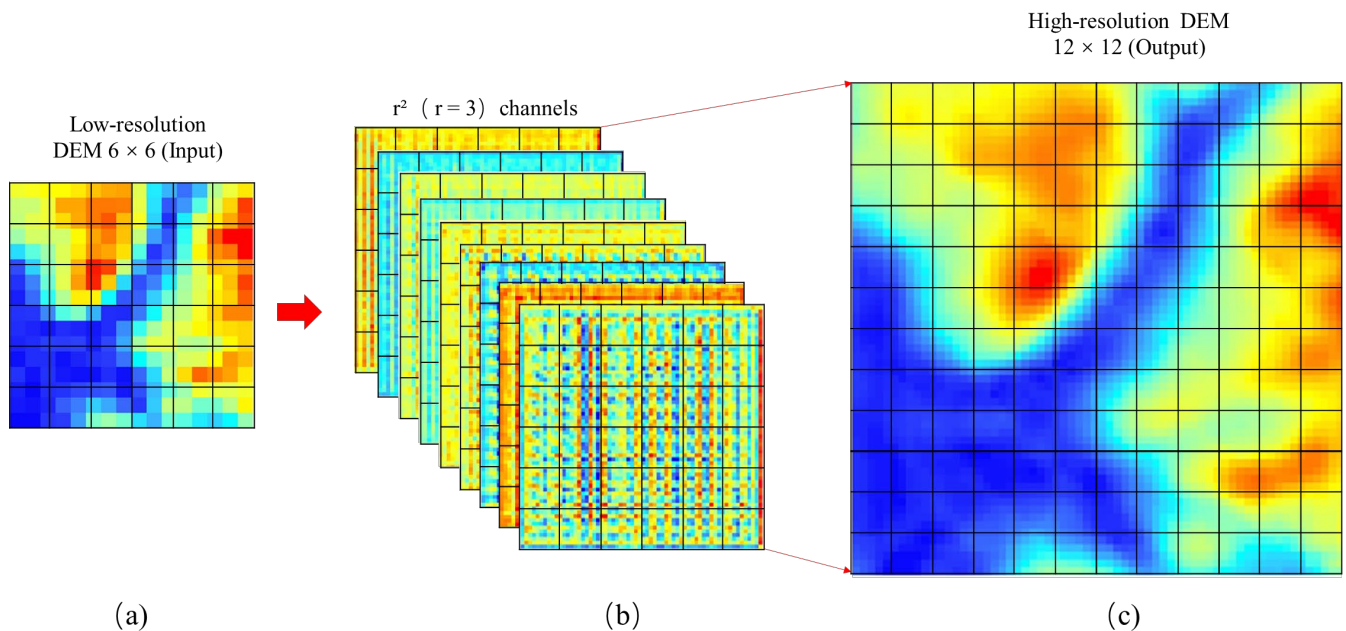 High-resolution DEM
12 × 12 (Output)
r² ( r = 3) channels
Low-resolution
DEM 6 × 6 (Input)
(a)
(b)
(c)